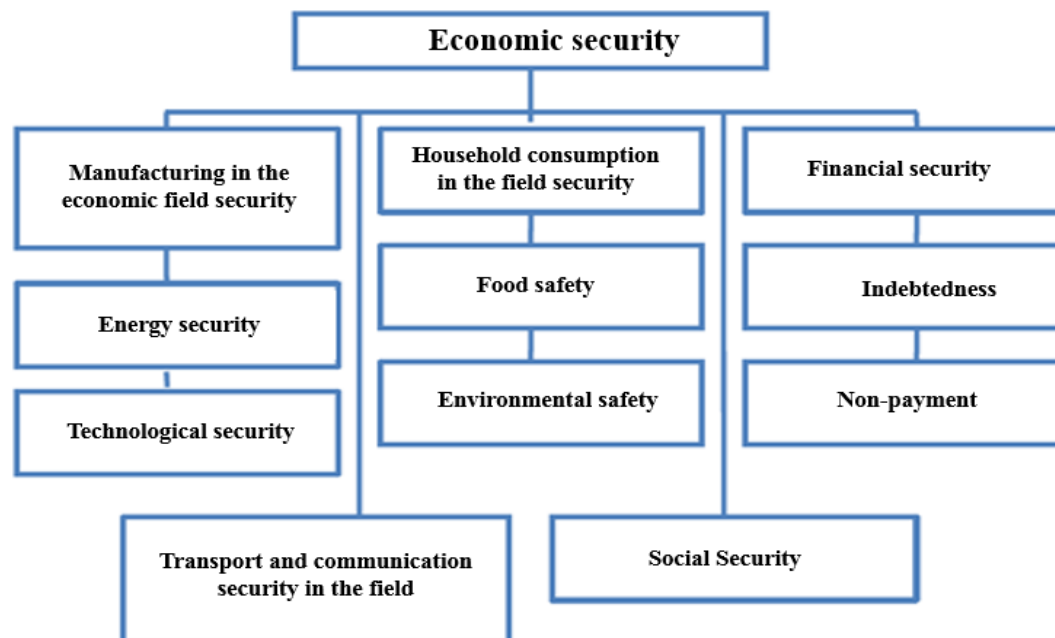 Economic security
Manufacturing in the
economic field security
Household consumption
in the field security
Financial security
Energy security
Food safety
Indebtedness
Technological security
Environmental safety
Non-payment
Transport and communication
security in the field
Social Security